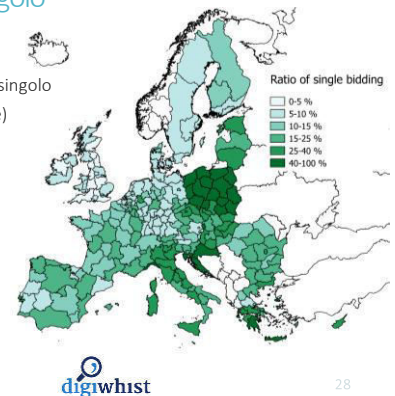 singolo
Ratio of single bidding
0-5 %
5-10 %
10-15 %
15-25 %
25-40 %
40-100 %
digiwhist
28